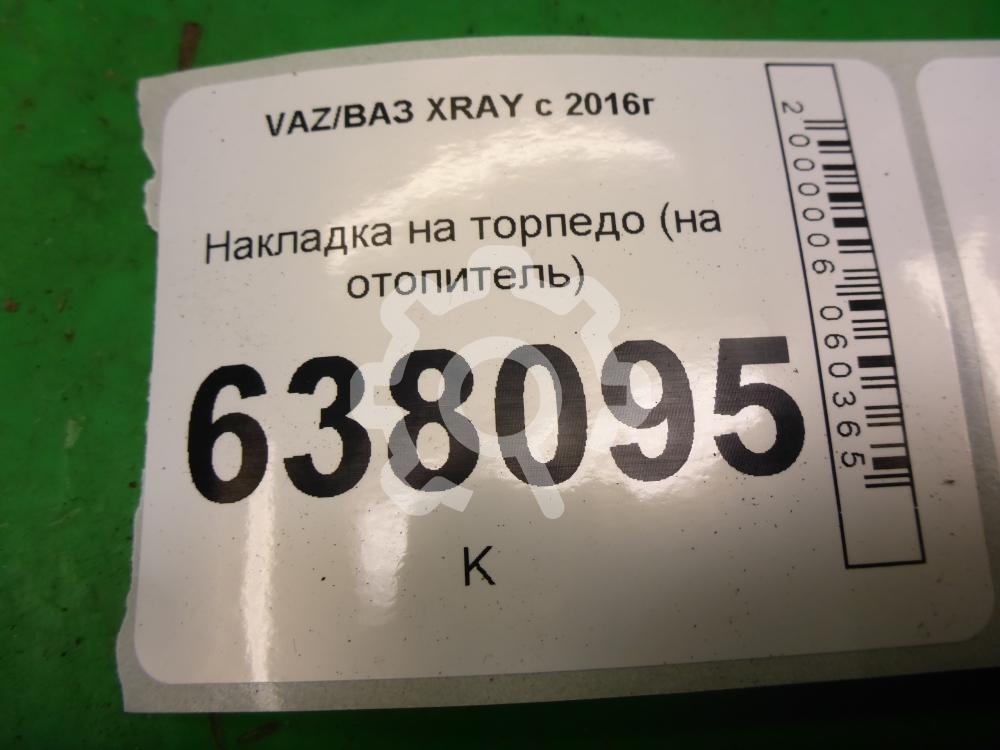 VAZ/ВАЗ XRAY с 2016г
Накладка на торпедо (на
отопитель)
638095
К
2000006060365